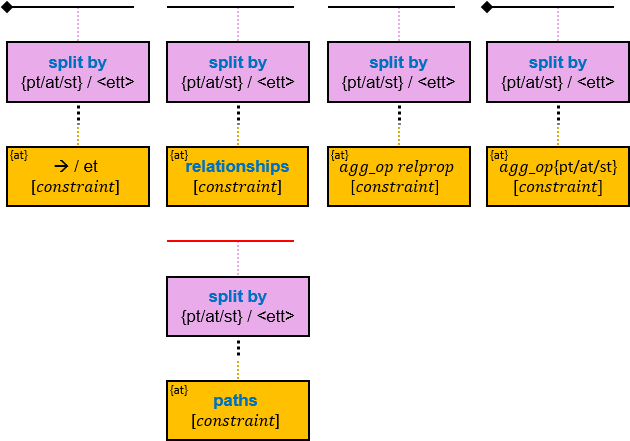 split by
{pt/at/st} / <ett>
split by
{pt/at/st} / <ett>
split by
{pt/at/st} / <ett>
split by
{pt/at/st} / <ett>
{at}
→ / et
[constraint]
{at}
relationships
[constraint]
{at}
agg_op relprop
[constraint]
{at}
agg_op{pt/at/st}
[constraint]
split by
{pt/at/st} / <ett>
{at}
paths
[constraint]